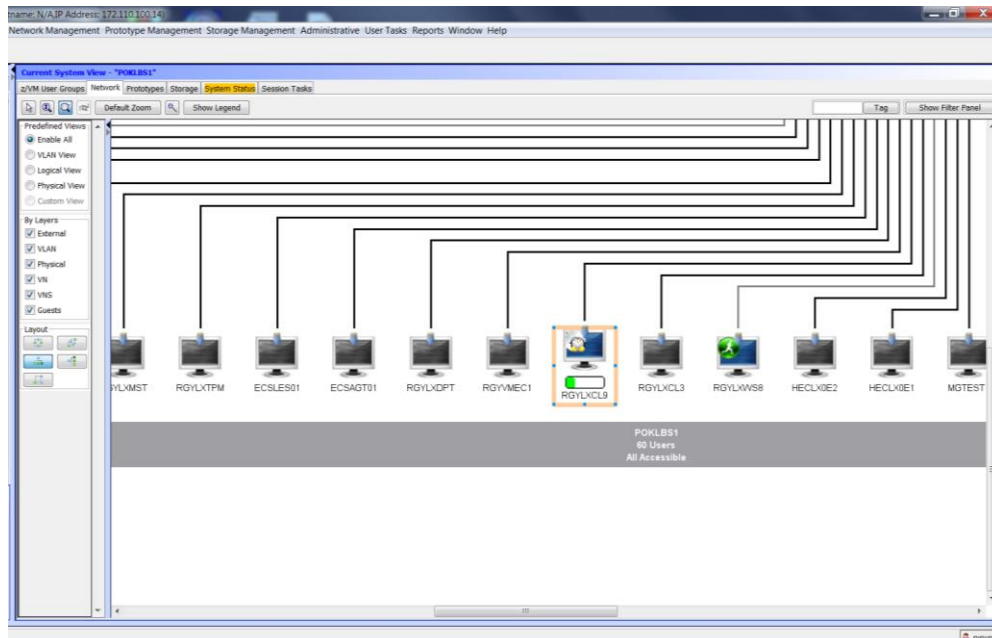 tname: N/A,IP Address: 172.110.100.14)
Network Management Prototype Management Storage Management Administrative User Tasks Reports Window Help
Current System View - "POKLBS1"
z/VM User Groups Network Prototypes Storage System Status Session Tasks
Default Zoom Show Legend Tag Show Filter Panel
Predefined Views
Enable All
VLAN View
Logical View
Physical View
Custom View
By Layers
External
VLAN
Physical
VN
VNS
Guests
Layout
RGYLXTPM ECSLES01 ECSAGT01 RGYLXDPT RGYVMEC1 RGYLXCL9 RGYLXCL3 RGYLXWS8 HECLX0E2 HECLX0E1 MGTEST
POKLBS1
60 Users
All Accessible